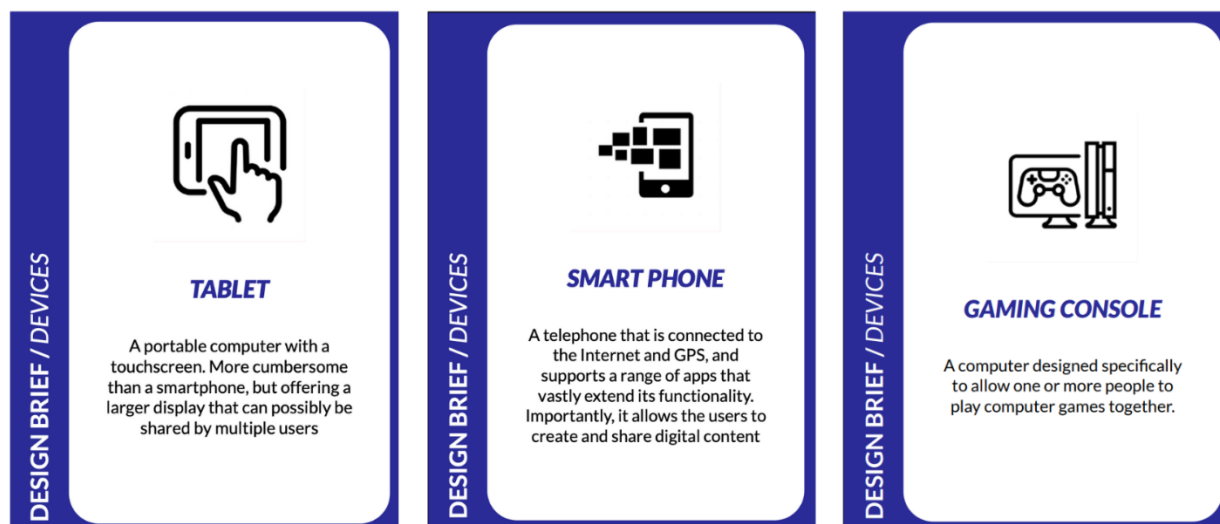 DESIGN BRIEF / DEVICES
TABLET
A portable computer with a
touchscreen. More cumbersome
than a smartphone, but offering a
larger display that can possibly be
shared by multiple users
DESIGN BRIEF / DEVICES
SMART PHONE
A telephone that is connected to
the Internet and GPS, and
supports a range of apps that
vastly extend its functionality.
Importantly, it allows the users to
create and share digital content
DESIGN BRIEF / DEVICES
GAMING CONSOLE
A computer designed specifically
to allow one or more people to
play computer games together.